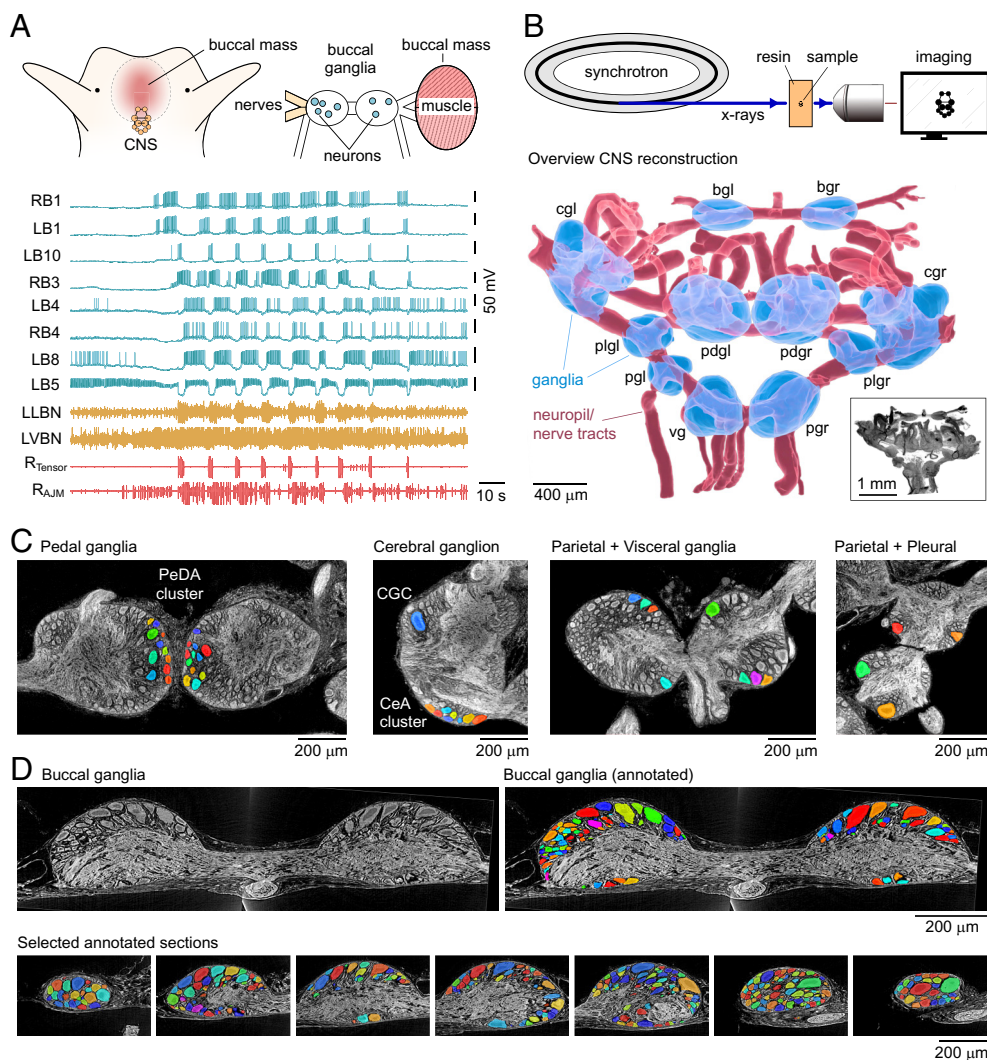 A
buccal mass
CNS
buccal
ganglia
buccal mass
nerves
muscle
neurons
RB1
LB1
LB10
RB3
LB4
RB4
LB8
LB5
LLBN
LVBN
RTensor
RAJM
50 mV
10 s
B
synchrotron
resin
sample
imaging
x-rays
Overview CNS reconstruction
bgl
bgr
cgl
cgr
plgl
pdgl
pdgr
plgr
ganglia
pgl
neuropil/
nerve tracts
vg
pgr
400 μm
1 mm
C
Pedal ganglia
PeDA
cluster
200 μm
Cerebral ganglion
CGC
CeA
cluster
200 μm
Parietal + Visceral ganglia
200 μm
Parietal + Pleural
200 μm
D
Buccal ganglia
Buccal ganglia (annotated)
200 μm
Selected annotated sections
200 μm